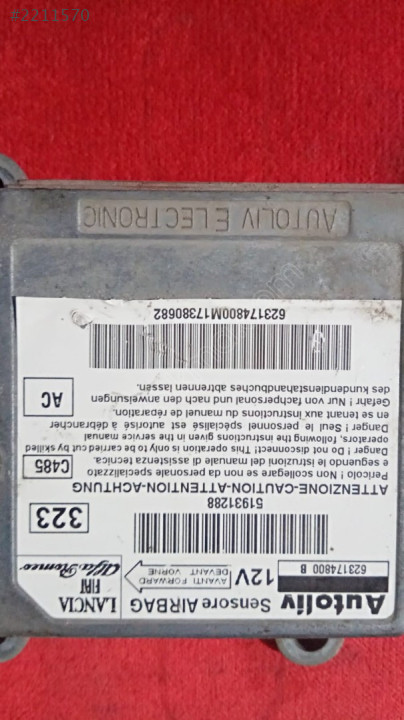 #2211570
Autoliv
623174800 B
Sensore AIRBAG
12V
AVANTI FORWARD
DEVANT VORNE
LANCIA
FIAT
Alfa Romeo
51931288
323
ATTENZIONE-CAUTION-ATTENTION-ACHTUNG
Pericolo ! Non scollegare se non da personale specializzato
e seguendo le istruzioni del manuale di assistenza tecnica.
Danger ! Do not disconnect! This operation is only to be carried out by skilled
operators, following the instructions given in the service manual
Danger ! Seul le personnel spécialisé est autorisé à débrancher
en se tenant aux instructions du manuel de réparation.
Gefahr ! Nur von fachpersonal und nach den anweisungen
des kundendienstahandbuches abtrennen lassen.
C485
AC
623174800M17380682
AUTOLIV ELECTRONIC